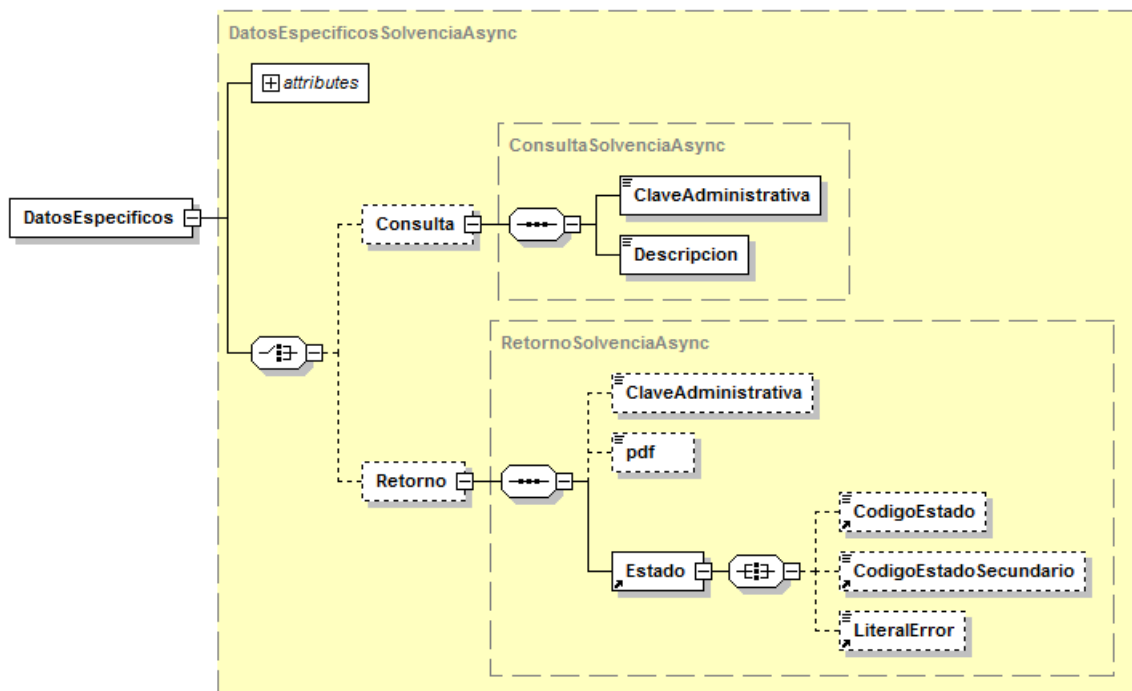 DatosEspecificosSolvenciaAsync
attributes
ConsultaSolvenciaAsync
ClaveAdministrativa
DatosEspecificos
Consulta
Descripcion
RetornoSolvenciaAsync
ClaveAdministrativa
pdf
Retorno
CodigoEstado
Estado
CodigoEstadoSecundario
LiteralError